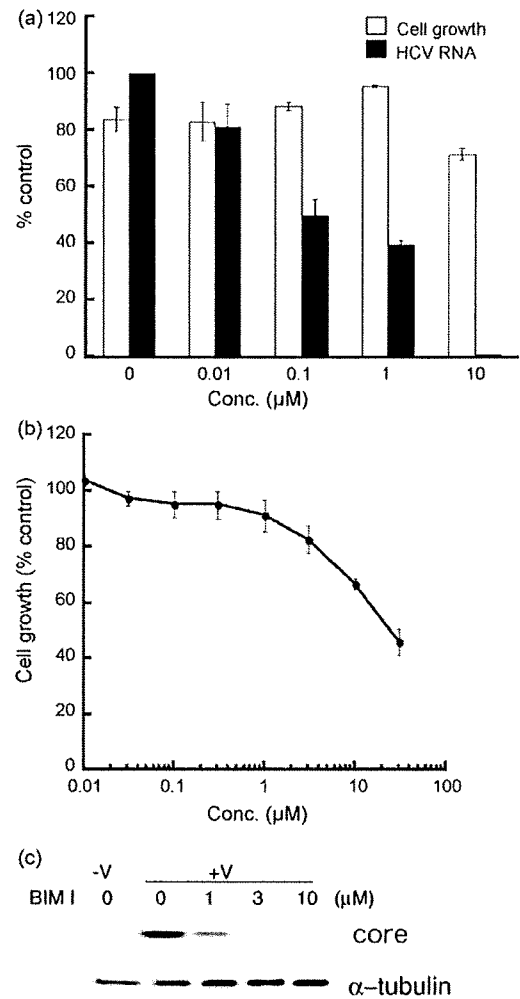 (a)
120
100
80
60
40
20
0
% control
Cell growth
HCV RNA
0 0.01 0.1 1 10
Conc. (µM)
(b)
120
100
80
60
40
20
0
Cell growth (% control)
0.01 0.1 1 10 100
Conc. (µM)
(c)
-V +V
BIM I 0 0 1 3 10 (µM)
core
α-tubulin